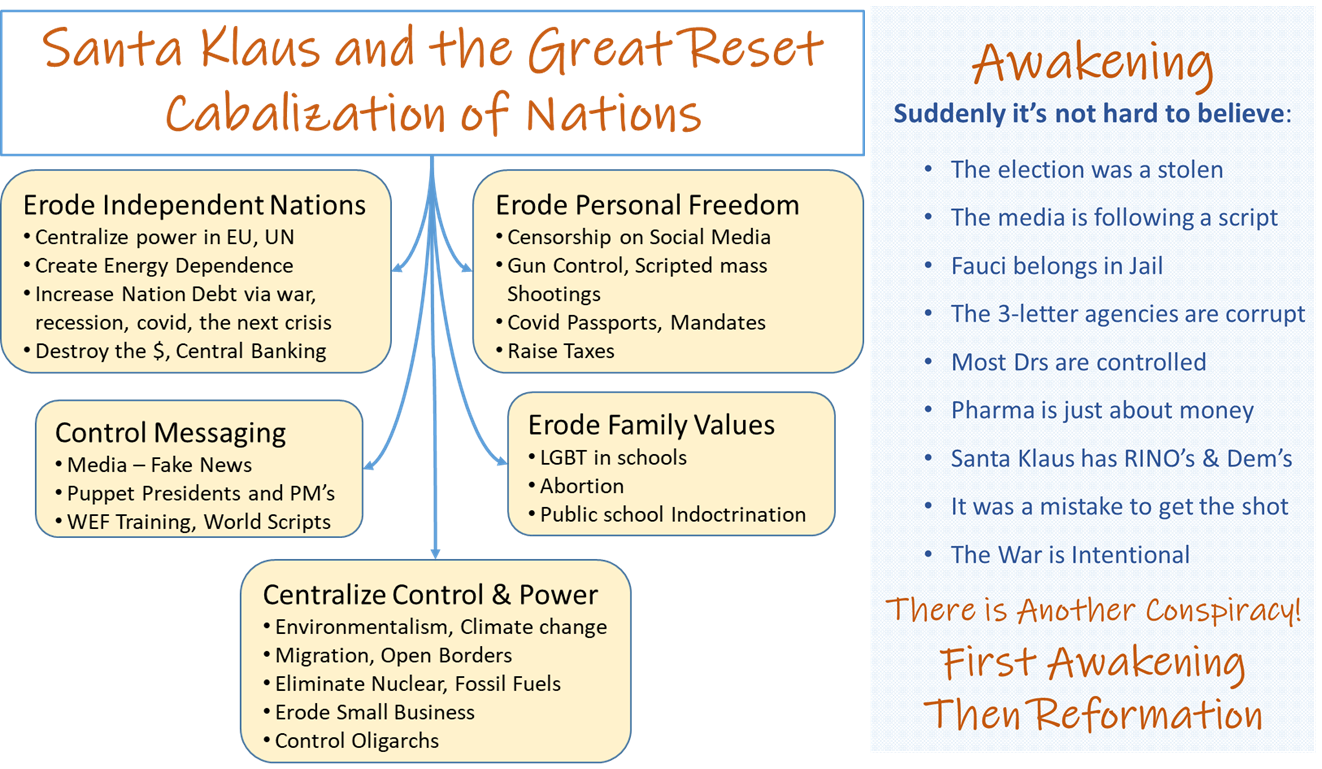 Santa Klaus and the Great Reset
Cabalization of Nations
Erode Independent Nations
• Centralize power in EU, UN
• Create Energy Dependence
• Increase Nation Debt via war,
recession, covid, the next crisis
• Destroy the $, Central Banking
Erode Personal Freedom
• Censorship on Social Media
• Gun Control, Scripted mass
Shootings
• Covid Passports, Mandates
• Raise Taxes
Control Messaging
• Media – Fake News
• Puppet Presidents and PM's
• WEF Training, World Scripts
Erode Family Values
• LGBT in schools
• Abortion
• Public school Indoctrination
Centralize Control & Power
• Environmentalism, Climate change
• Migration, Open Borders
• Eliminate Nuclear, Fossil Fuels
• Erode Small Business
• Control Oligarchs
Awakening
Suddenly it's not hard to believe:
• The election was a stolen
• The media is following a script
• Fauci belongs in Jail
• The 3-letter agencies are corrupt
• Most Drs are controlled
• Pharma is just about money
• Santa Klaus has RINO's & Dem's
• It was a mistake to get the shot
• The War is Intentional
There is Another Conspiracy!
First Awakening
Then Reformation